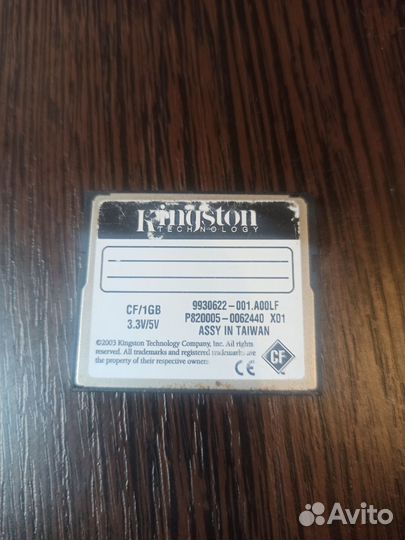 Kingston
TECHNOLOGY
CF/1GB
3.3V/5V
9930622-001.A00LF
P820005-0062440 X01
ASSY IN TAIWAN
©2003 Kingston Technology Company, Inc. All rights
reserved. All trademarks and registered trademarks are
the property of their respective owners.
CE
CF
Avito